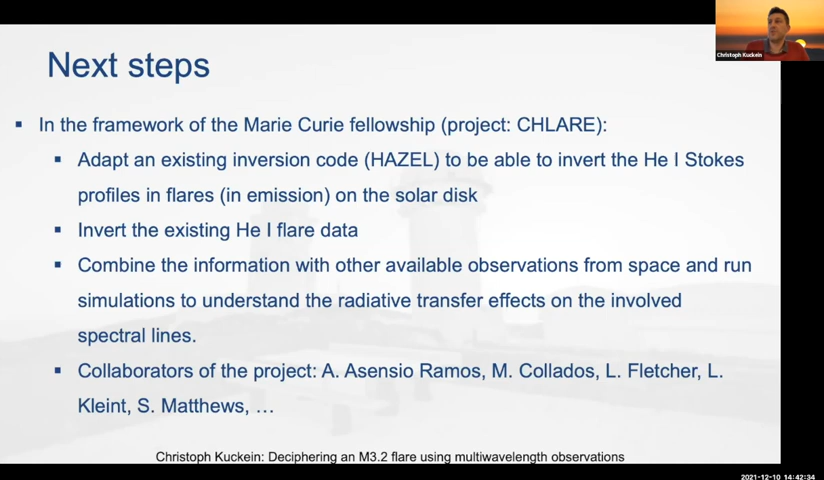 Christoph Kuckein
Next steps
▪ In the framework of the Marie Curie fellowship (project: CHLARE):
▪ Adapt an existing inversion code (HAZEL) to be able to invert the He I Stokes
profiles in flares (in emission) on the solar disk
▪ Invert the existing He I flare data
▪ Combine the information with other available observations from space and run
simulations to understand the radiative transfer effects on the involved
spectral lines.
▪ Collaborators of the project: A. Asensio Ramos, M. Collados, L. Fletcher, L.
Kleint, S. Matthews, …
Christoph Kuckein: Deciphering an M3.2 flare using multiwavelength observations
2021-12-10 14:42:34